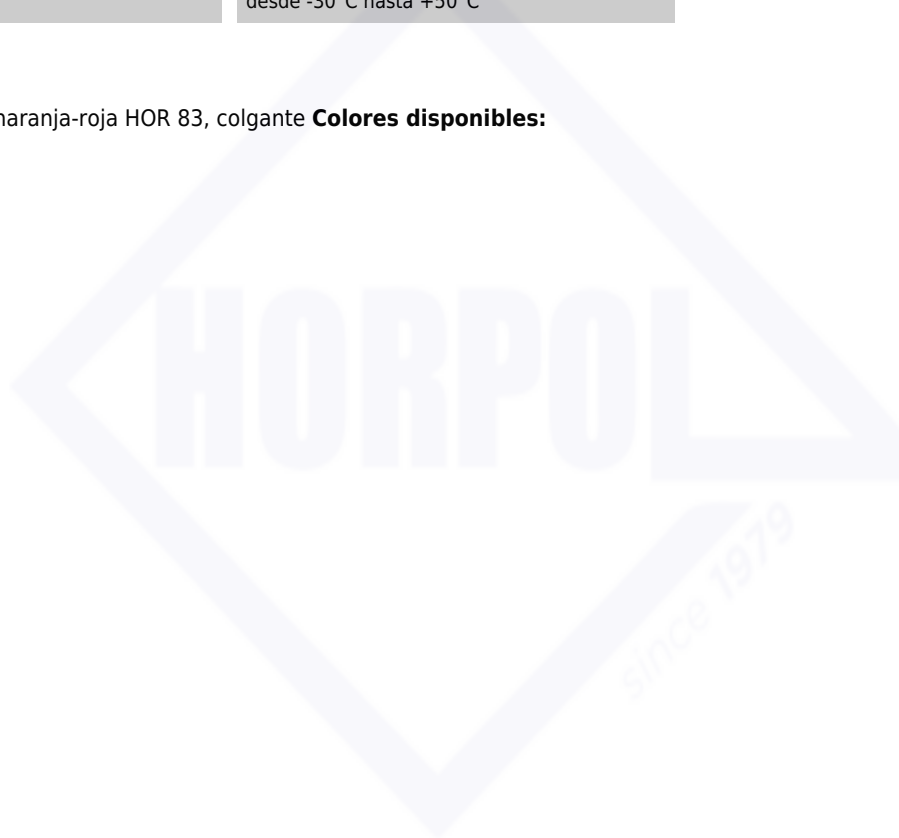 desde -30°C hasta +50°C
naranja-roja HOR 83, colgante Colores disponibles:
HORPOL
since 1979